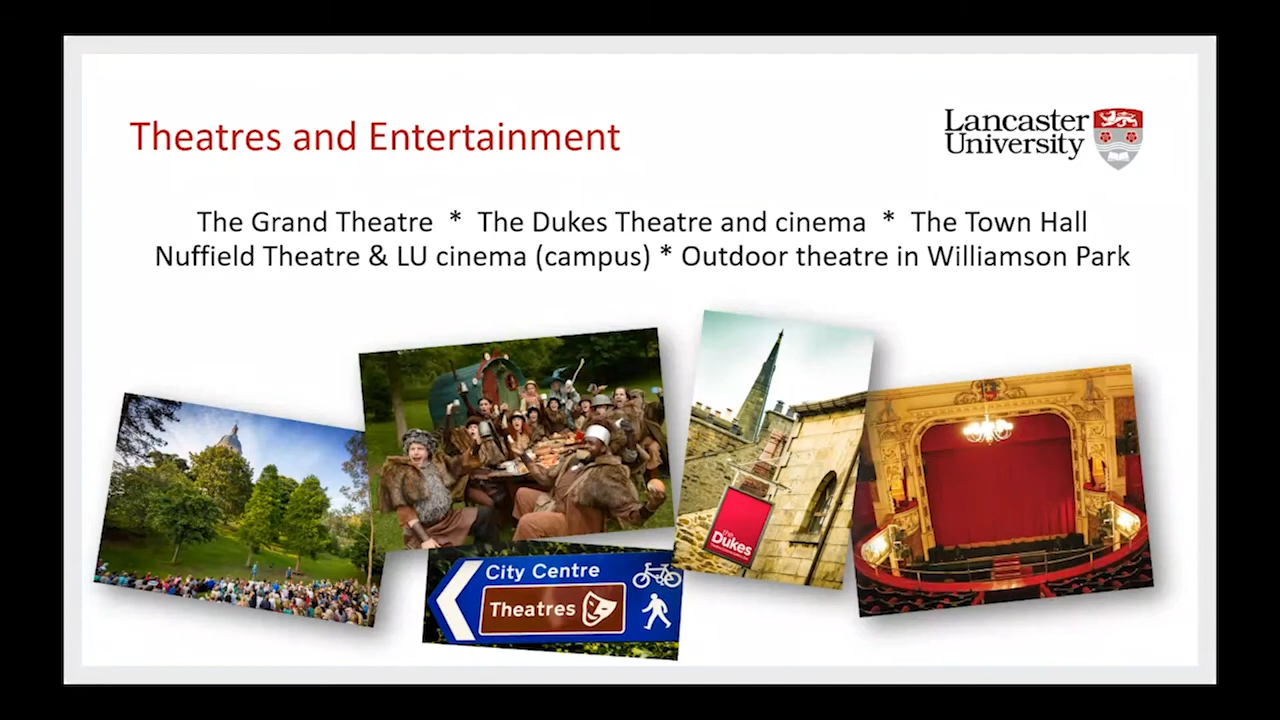 Theatres and Entertainment
Lancaster
University
The Grand Theatre * The Dukes Theatre and cinema * The Town Hall
Nuffield Theatre & LU cinema (campus) * Outdoor theatre in Williamson Park
the
Dukes
City Centre
Theatres